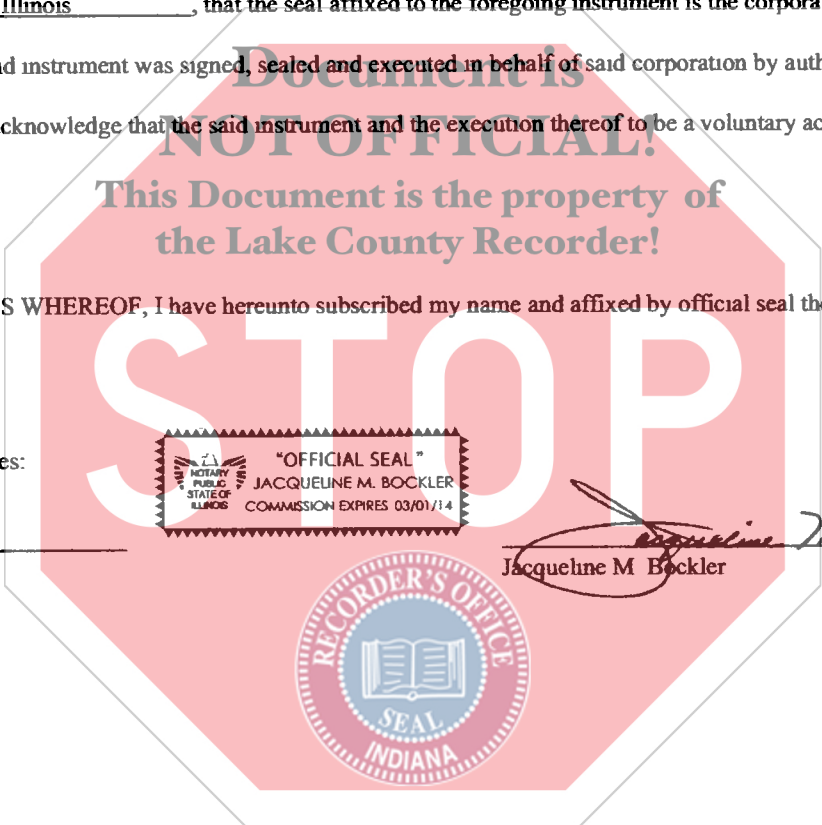 Illinois , that the seal affixed to the foregoing instrument is the corpora
d instrument was signed, sealed and executed in behalf of said corporation by auth
Document is
cknowledge that the said instrument and the execution thereof to be a voluntary ac
NOT OFFICIAL!
This Document is the property of
the Lake County Recorder!
S WHEREOF, I have hereunto subscribed my name and affixed by official seal the
STOP
es:
"OFFICIAL SEAL"
NOTARY
PUBLIC
STATE OF
ILLINOIS
JACQUELINE M. BOCKLER
COMMISSION EXPIRES 03/01/14
Jacqueline
Jacqueline M Bockler
RECORDER'S OFFICE
SEAL
INDIANA